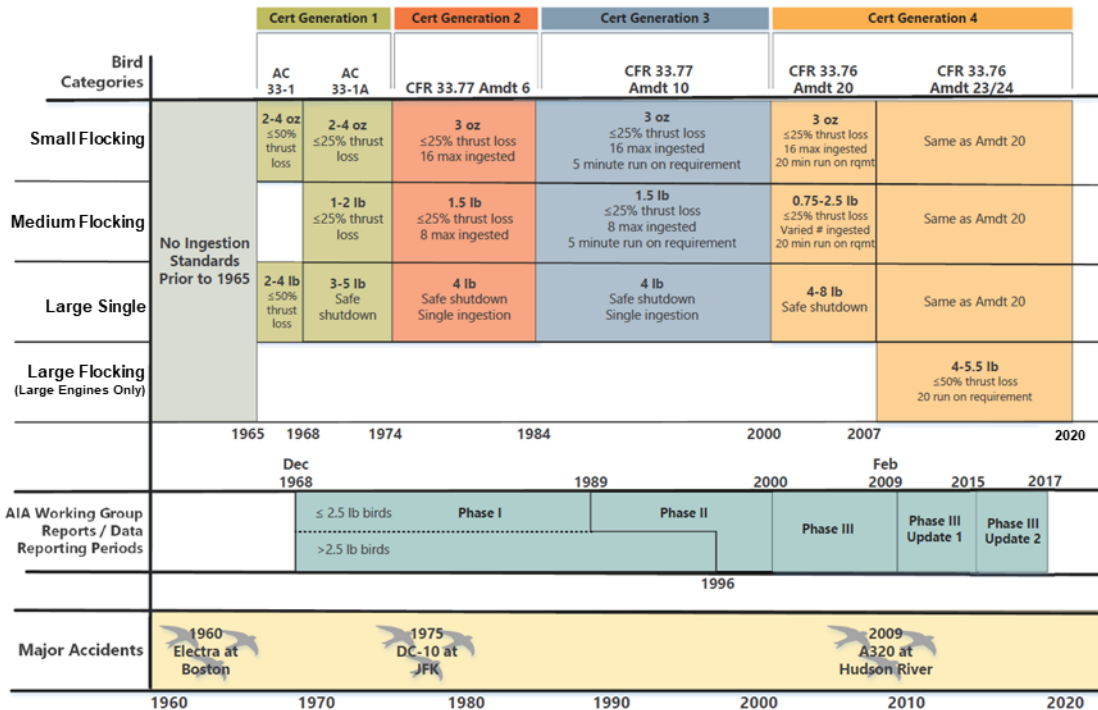 Cert Generation 1
Cert Generation 2
Cert Generation 3
Cert Generation 4
Bird
Categories
AC
33-1
AC
33-1A
CFR 33.77 Amdt 6
CFR 33.77
Amdt 10
CFR 33.76
Amdt 20
CFR 33.76
Amdt 23/24
Small Flocking
2-4 oz
≤50%
thrust
loss
2-4 oz
≤25% thrust
loss
3 oz
≤25% thrust loss
16 max ingested
3 oz
≤25% thrust loss
16 max ingested
5 minute run on requirement
3 oz
≤25% thrust loss
16 max ingested
20 min run on rqmt
Same as Amdt 20
Medium Flocking
1-2 lb
≤25% thrust
loss
1.5 lb
≤25% thrust loss
8 max ingested
1.5 lb
≤25% thrust loss
8 max ingested
5 minute run on requirement
0.75-2.5 lb
≤25% thrust loss
Varied # ingested
20 min run on rqmt
Same as Amdt 20
No Ingestion
Standards
Prior to 1965
Large Single
2-4 lb
≤50%
thrust
loss
3-5 lb
Safe
shutdown
4 lb
Safe shutdown
Single ingestion
4 lb
Safe shutdown
Single ingestion
4-8 lb
Safe shutdown
Same as Amdt 20
Large Flocking
(Large Engines Only)
4-5.5 lb
≤50% thrust loss
20 run on requirement
1965
1968
1974
1984
2000
2007
2020
Dec
1968
1989
2000
Feb
2009
2015
2017
AIA Working Group
Reports / Data
Reporting Periods
≤ 2.5 lb birds
Phase I
>2.5 lb birds
Phase II
Phase III
Phase III
Update 1
Phase III
Update 2
1996
Major Accidents
1960
Electra at
Boston
1975
DC-10 at
JFK
2009
A320 at
Hudson River
1960
1970
1980
1990
2000
2010
2020